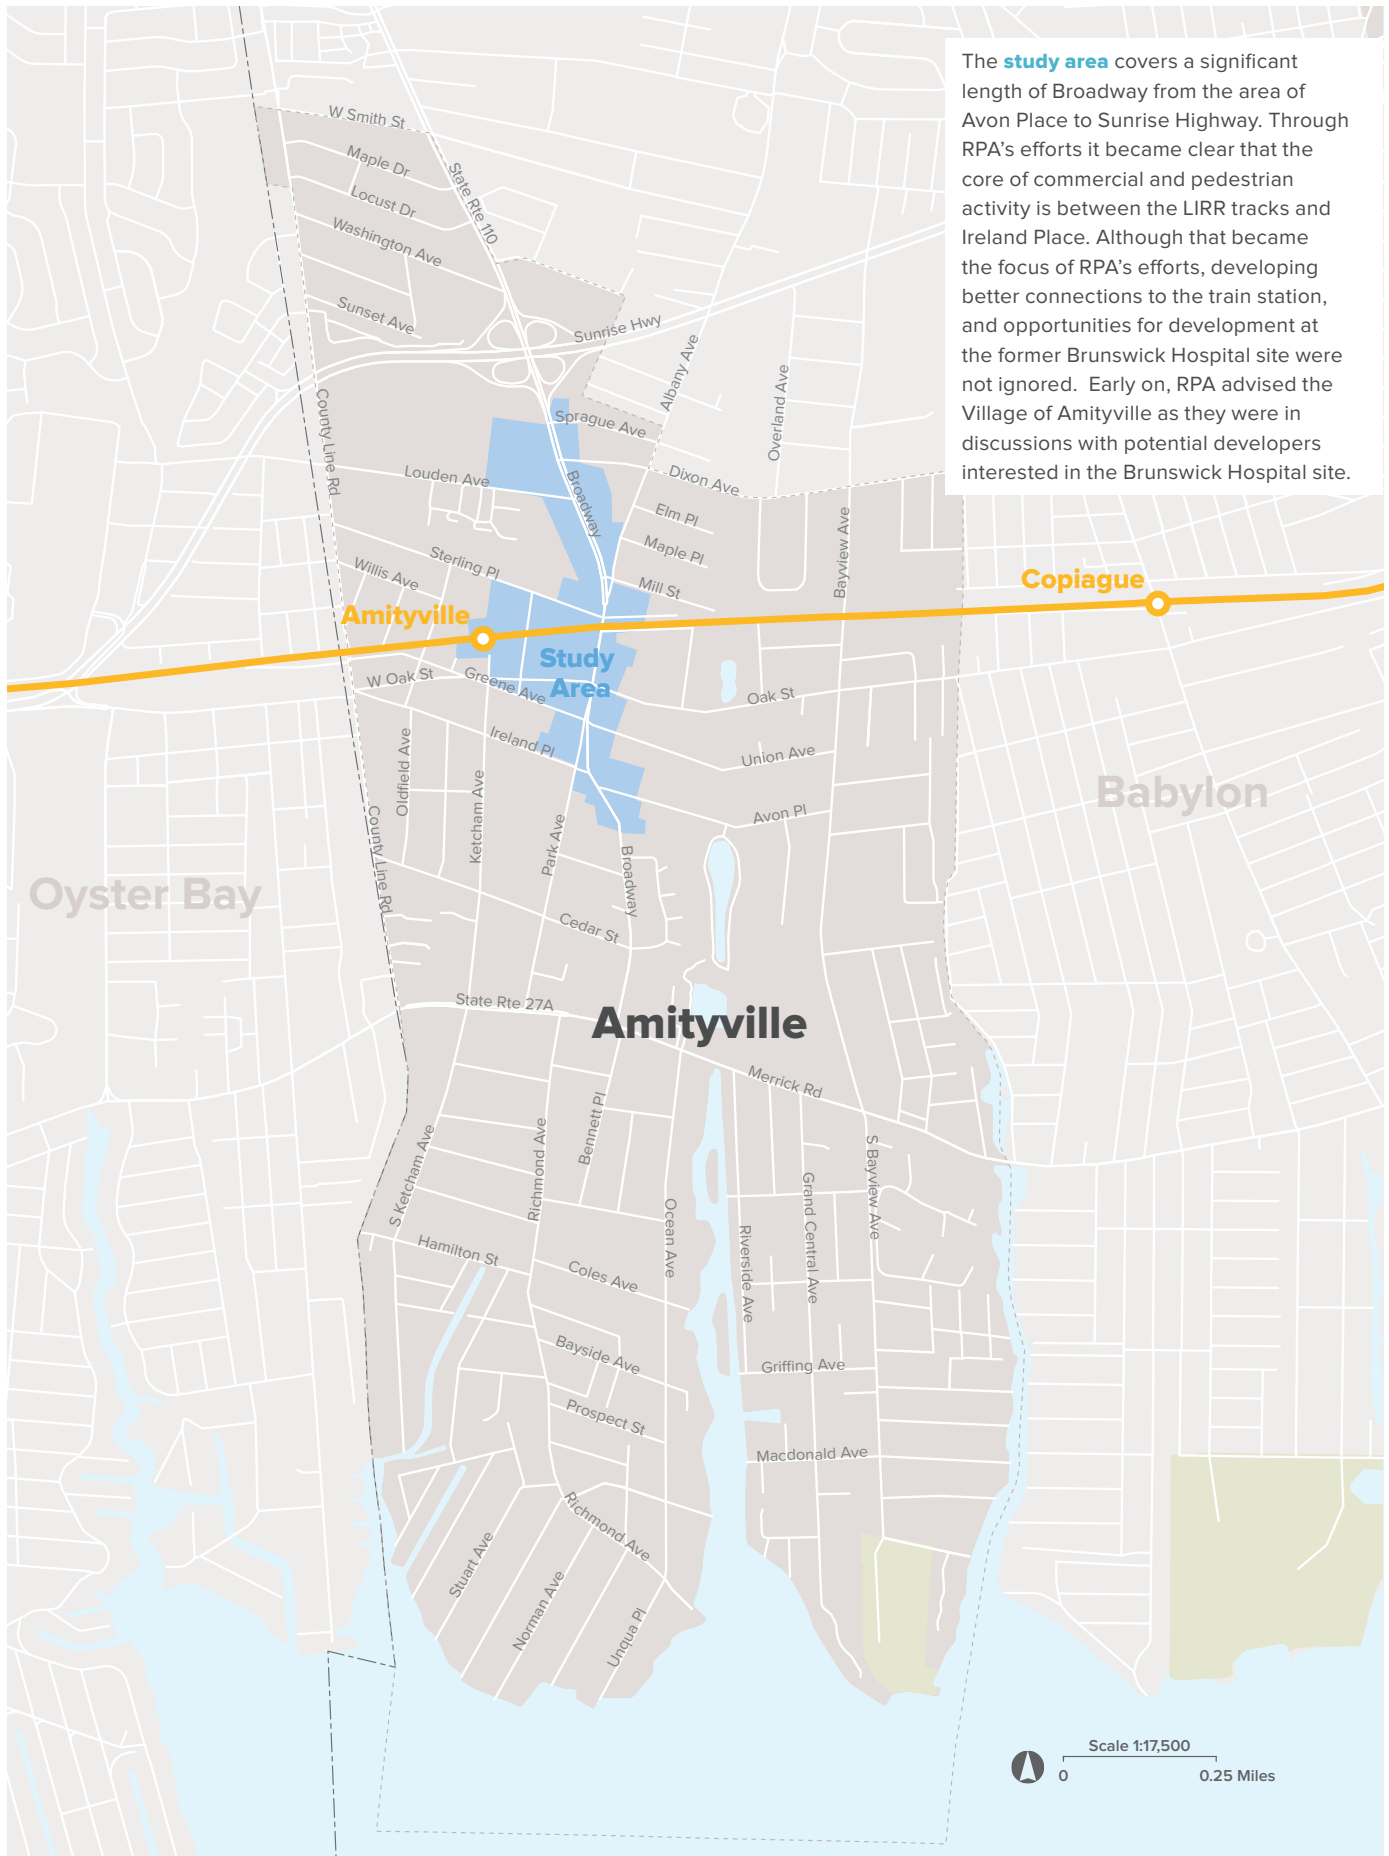 The study area covers a significant
length of Broadway from the area of
Avon Place to Sunrise Highway. Through
RPA’s efforts it became clear that the
core of commercial and pedestrian
activity is between the LIRR tracks and
Ireland Place. Although that became
the focus of RPA’s efforts, developing
better connections to the train station,
and opportunities for development at
the former Brunswick Hospital site were
not ignored.  Early on, RPA advised the
Village of Amityville as they were in
discussions with potential developers
interested in the Brunswick Hospital site.
W Smith St
Maple Dr
State Rte 110
Locust Dr
Washington Ave
Sunset Ave
Sunrise Hwy
Albany Ave
Overland Ave
County Line Rd
Sprague Ave
Louden Ave
Broadway
Dixon Ave
Elm Pl
Bayview Ave
Maple Pl
Sterling Pl
Willis Ave
Mill St
Copiague
Amityville
Study
Area
W Oak St
Greene Ave
Oak St
Ireland Pl
Union Ave
Oldfield Ave
Ketcham Ave
Babylon
County Line Rd
Park Ave
Avon Pl
Broadway
Oyster Bay
Cedar St
State Rte 27A
Amityville
Merrick Rd
Bennett Pl
S Ketcham Ave
Richmond Ave
S Bayview Ave
Grand Central Ave
Ocean Ave
Riverside Ave
Hamilton St
Coles Ave
Bayside Ave
Griffing Ave
Prospect St
Macdonald Ave
Richmond Ave
Stuart Ave
Norman Ave
Unqua Pl
Scale 1:17,500
0
0.25 Miles